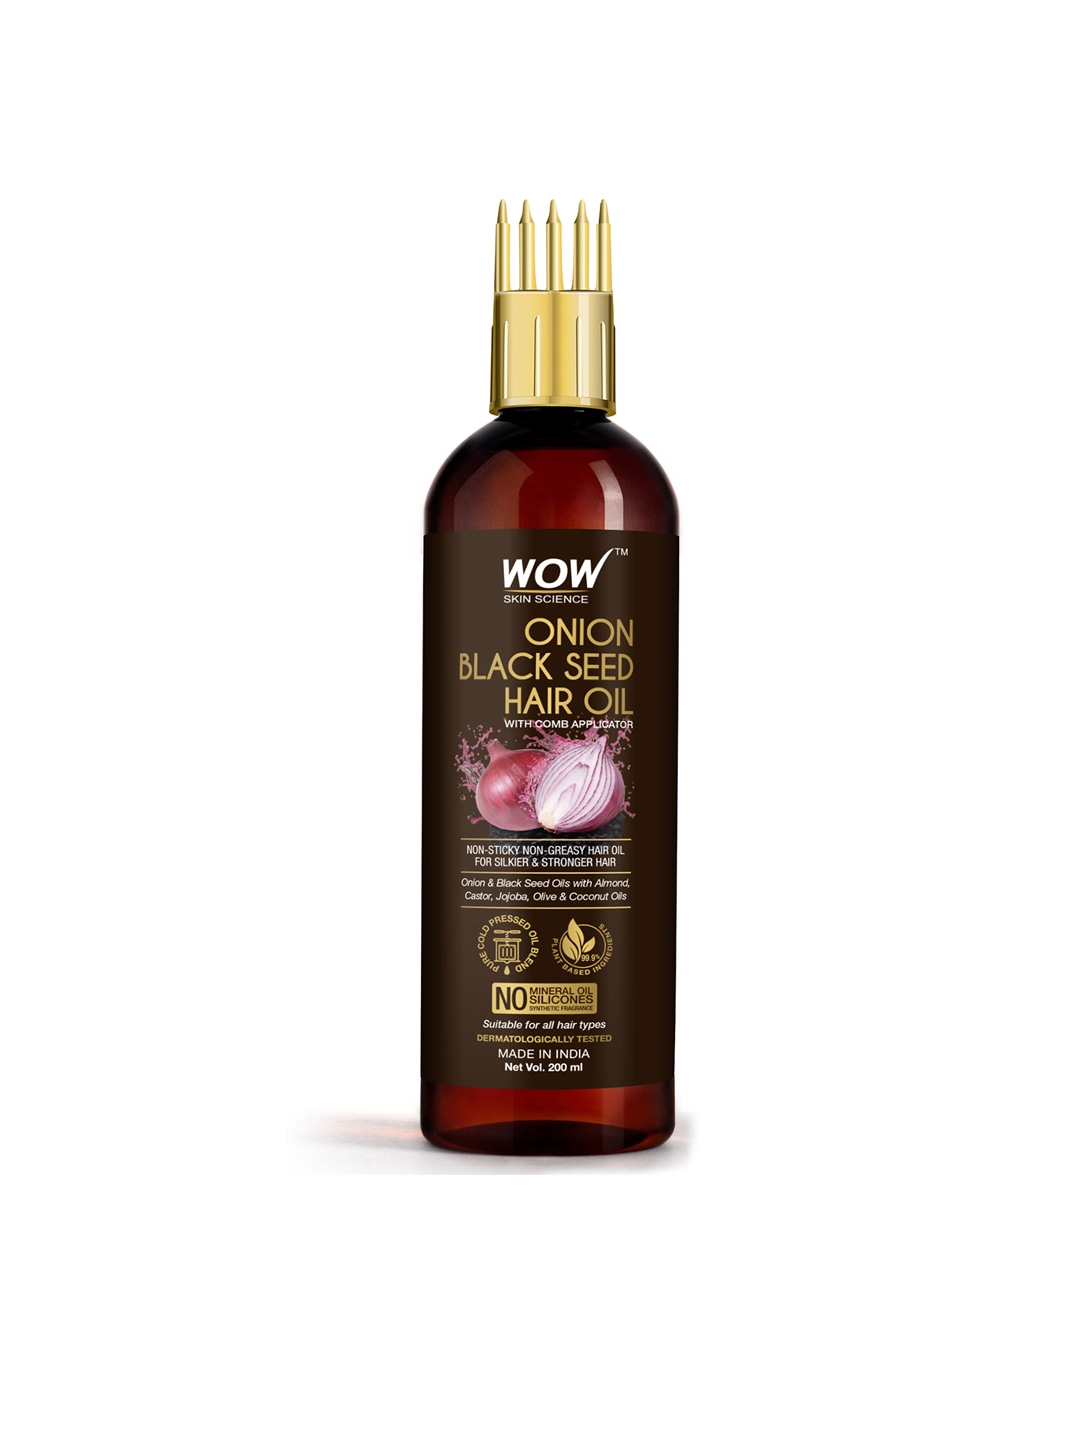 WOW™
SKIN SCIENCE
ONION
BLACK SEED
HAIR OIL
WITH COMB APPLICATOR
NON-STICKY NON-GREASY HAIR OIL
FOR SILKIER & STRONGER HAIR
Onion & Black Seed Oils with Almond,
Castor, Jojoba, Olive & Coconut Oils
PURE COLD PRESSED OIL BLEND
99.9%
PLANT BASED INGREDIENTS
NO MINERAL OIL
SILICONES
SYNTHETIC FRAGRANCE
Suitable for all hair types
DERMATOLOGICALLY TESTED
MADE IN INDIA
Net Vol. 200 ml